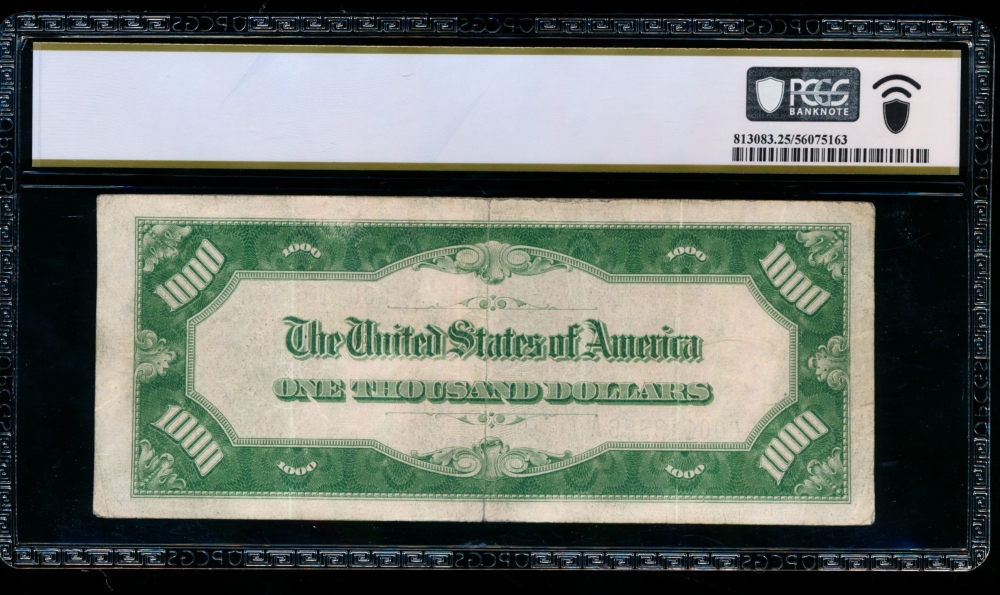 PCGS
BANKNOTE
813083.25/56075163
1000 1000 1000 1000
The United States of America
ONE THOUSAND DOLLARS
1000 1000 1000 1000